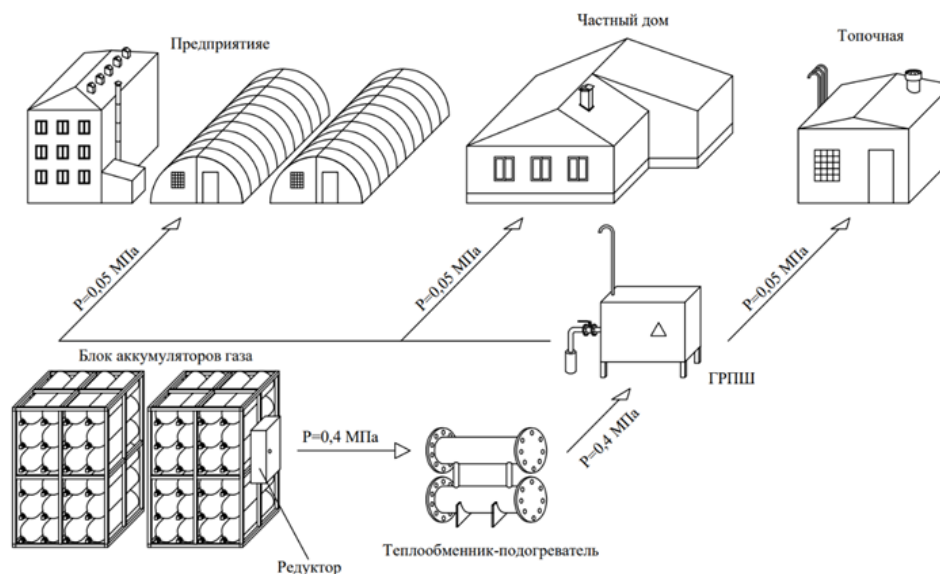 Предприятияе
Частный дом
Топочная
P=0,05 МПа
P=0,05 МПа
P=0,05 МПа
Блок аккумуляторов газа
ГРПШ
P=0,4 МПа
P=0,4 МПа
Теплообменник-подогреватель
Редуктор